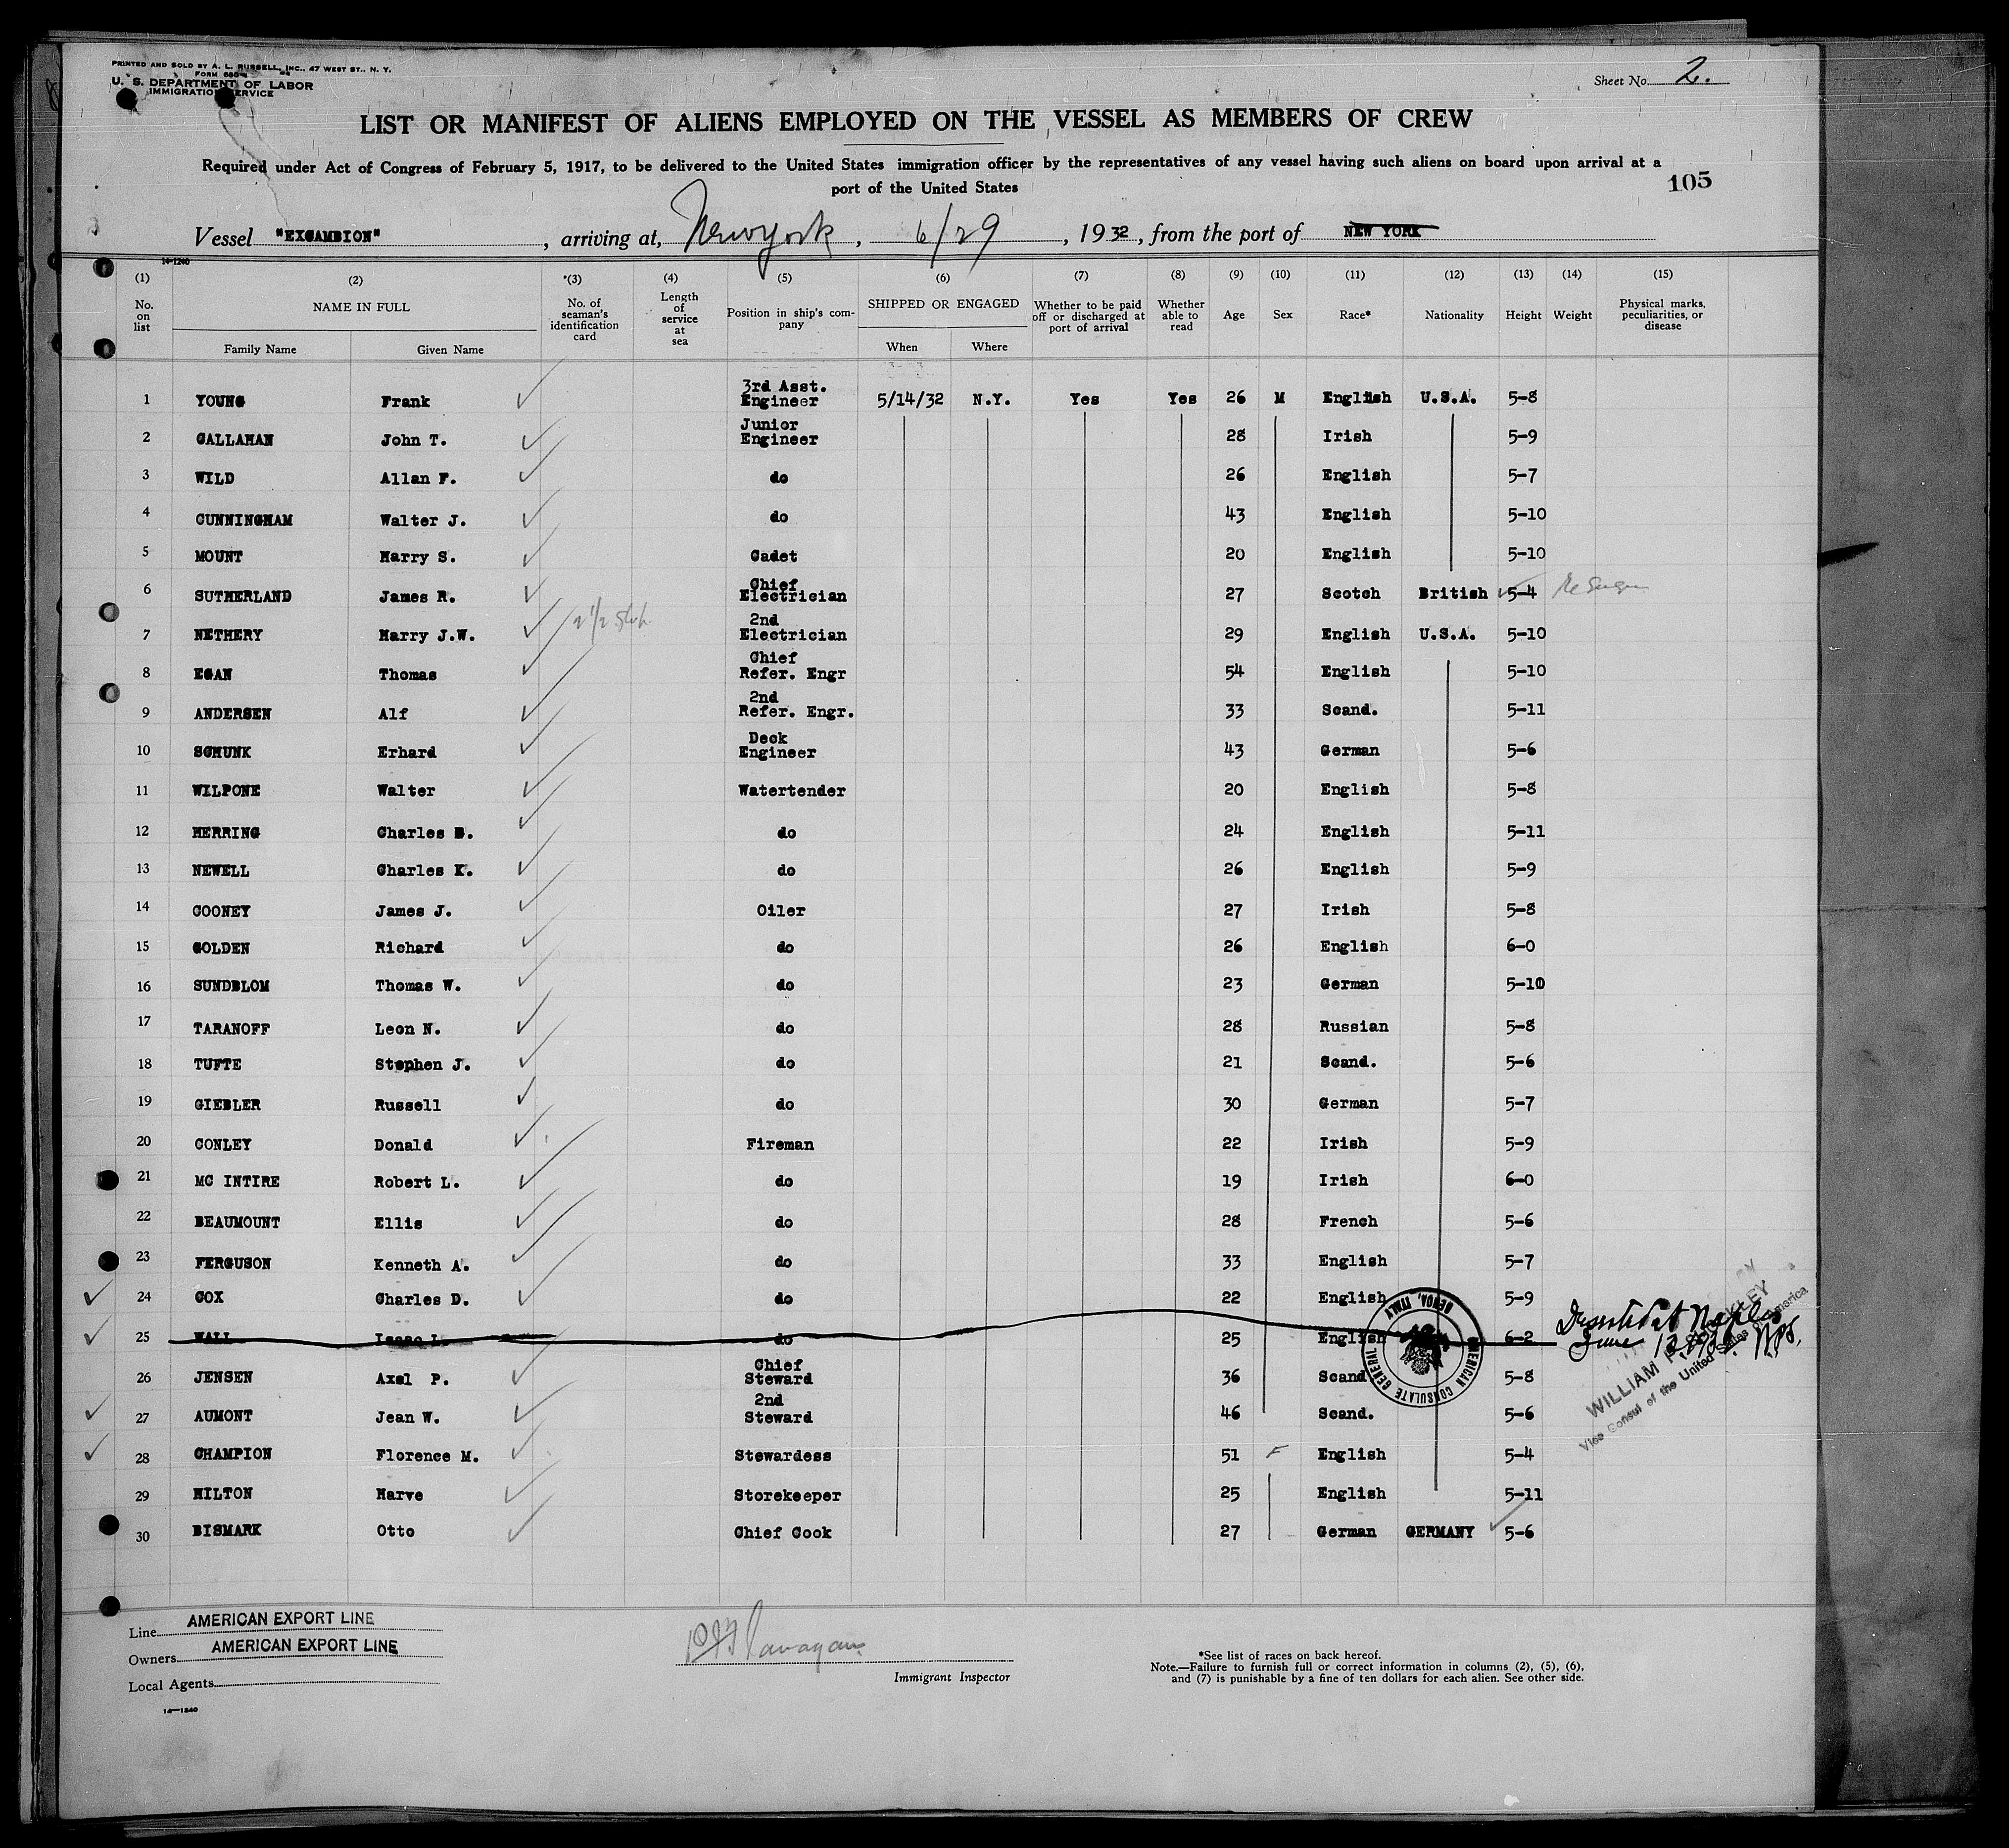 PRINTED AND SOLD BY A. L. RUSSELL, INC., 47 WEST ST., N. Y.
U. S. DEPARTMENT OF LABOR
IMMIGRATION SERVICE
Sheet No. 2.
LIST OR MANIFEST OF ALIENS EMPLOYED ON THE VESSEL AS MEMBERS OF CREW
Required under Act of Congress of February 5, 1917, to be delivered to the United States immigration officer by the representatives of any vessel having such aliens on board upon arrival at a
port of the United States
105
Vessel "EXCAMBION", arriving at, New York, 6/29, 1932, from the port of NEW YORK
14-1240
(1) (2) *(3) (4) (5) (6) (7) (8) (9) (10) (11) (12) (13) (14) (15)
No. on list NAME IN FULL Family Name Given Name No. of seaman's identification card Length of service at sea Position in ship's company SHIPPED OR ENGAGED When Where Whether to be paid off or discharged at port of arrival Whether able to read Age Sex Race* Nationality Height Weight Physical marks, peculiarities, or disease
1 YOUNG Frank 3rd Asst. Engineer 5/14/32 N.Y. Yes Yes 26 M English U.S.A. 5-8
2 CALLAHAN John T. Junior Engineer 28 Irish 5-9
3 WILD Allan F. do 26 English 5-7
4 CUNNINGHAM Walter J. do 43 English 5-10
5 MOUNT Harry S. Cadet 20 English 5-10
6 SUTHERLAND James R. Chief Electrician 27 Scotch British 5-4
7 NETHERY Harry J.W. 2nd Electrician 29 English U.S.A. 5-10
8 EGAN Thomas Chief Refer. Engr 54 English 5-10
9 ANDERSEN Alf 2nd Refer. Engr. 33 Scand. 5-11
10 SCHUNK Erhard Deck Engineer 43 German 5-6
11 WILPONE Walter Watertender 20 English 5-8
12 HERRING Charles B. do 24 English 5-11
13 NEWELL Charles K. do 26 English 5-9
14 COONEY James J. Oiler 27 Irish 5-8
15 GOLDEN Richard do 26 English 6-0
16 SUNDBLOM Thomas W. do 23 German 5-10
17 TARANOFF Leon N. do 28 Russian 5-8
18 TUFTE Stephen J. do 21 Scand. 5-6
19 GIEBLER Russell do 30 German 5-7
20 CONLEY Donald Fireman 22 Irish 5-9
21 MC INTIRE Robert L. do 19 Irish 6-0
22 BEAUMOUNT Ellis do 28 French 5-6
23 FERGUSON Kenneth A. do 33 English 5-7
24 COX Charles D. do 22 English 5-9
25 WALL Isaac L. do 25 English 6-2 Deserted at Naples June
26 JENSEN Axel P. Chief Steward 36 Scand 5-8
27 AUMONT Jean W. 2nd Steward 46 Scand. 5-6
28 CHAMPION Florence M. Stewardess 51 F English 5-4
29 HILTON Harve Storekeeper 25 English 5-11
30 BISMARK Otto Chief Cook 27 German GERMANY 5-6
AMERICAN CONSULATE GENERAL GENOA, ITALY
WILLIAM P.
Vice Consul of the United States of America
Line AMERICAN EXPORT LINE
Owners AMERICAN EXPORT LINE
Local Agents
14-1240
Immigrant Inspector
*See list of races on back hereof.
Note.—Failure to furnish full or correct information in columns (2), (5), (6),
and (7) is punishable by a fine of ten dollars for each alien. See other side.